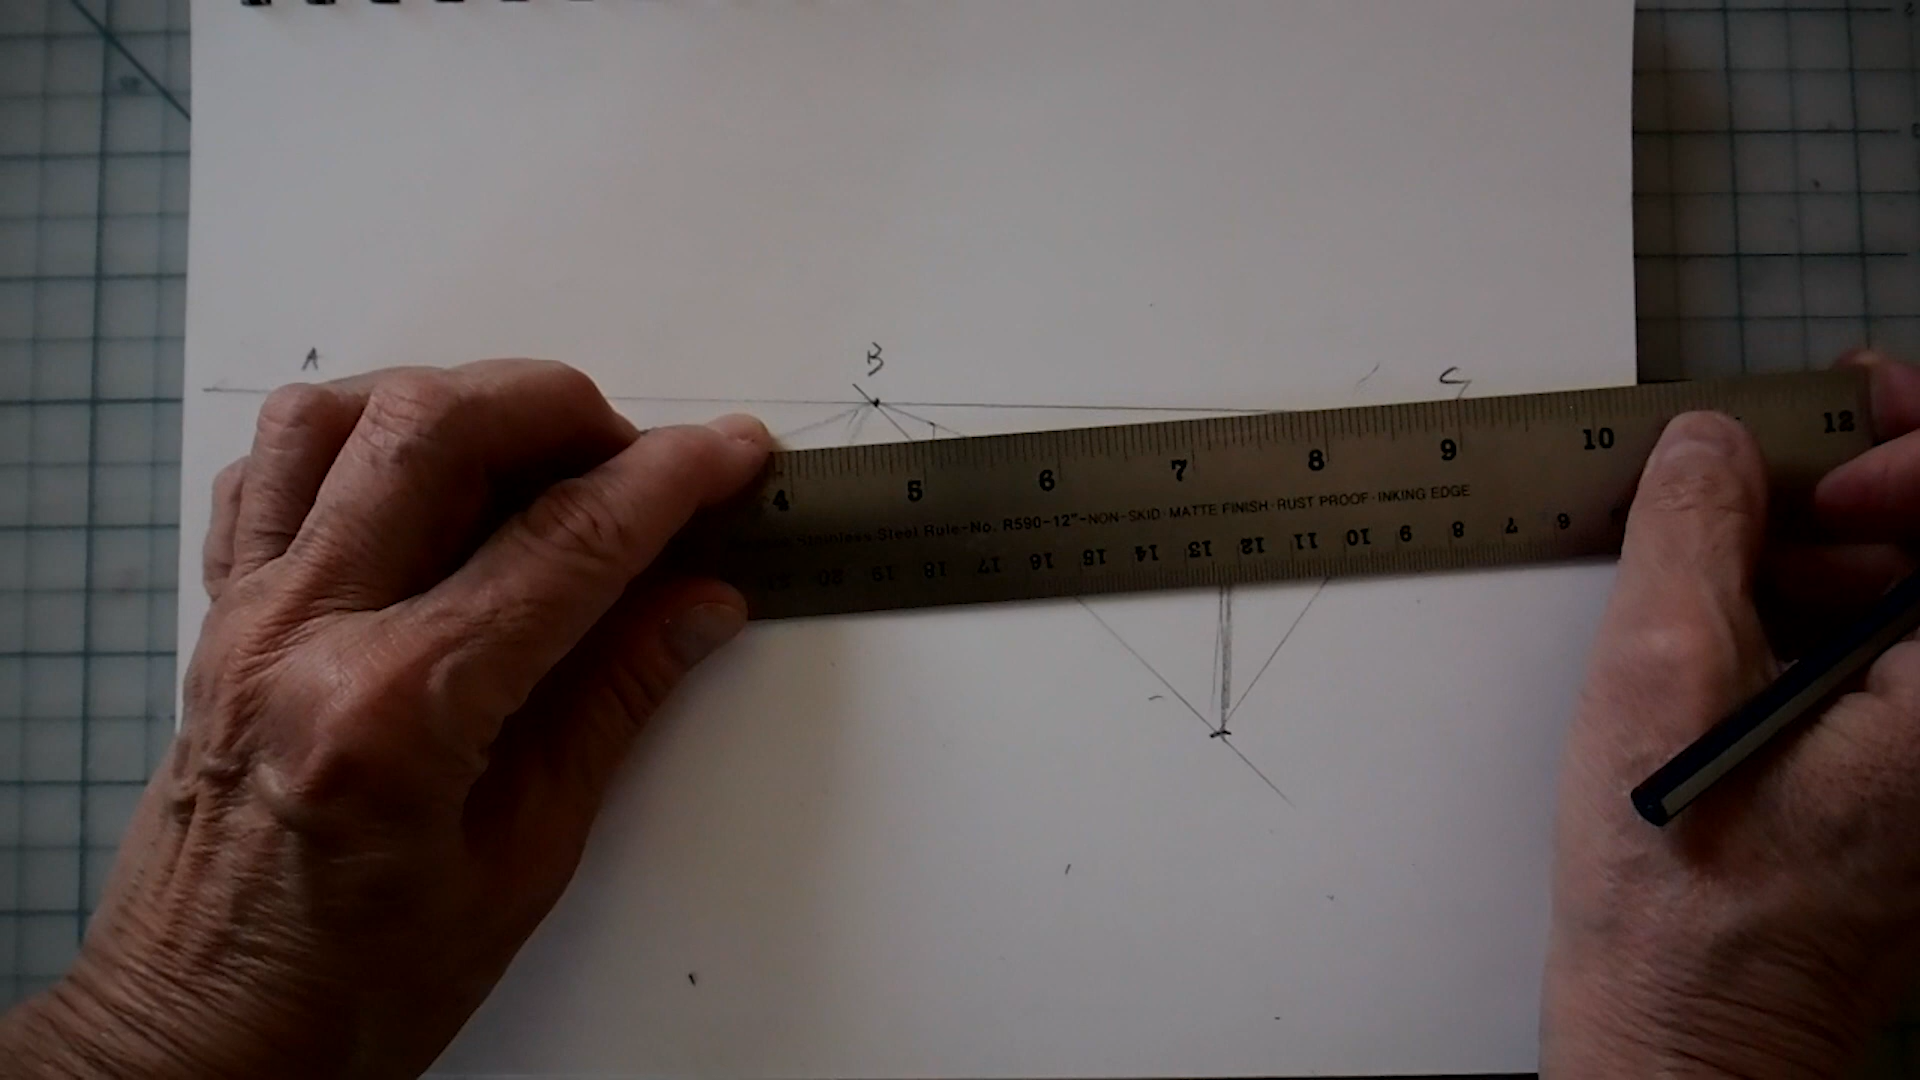 A
B
C
4 5 6 7 8 9 10 12
Stainless Steel Rule-No. R590-12"-NON-SKID·MATTE FINISH·RUST PROOF·INKING EDGE
20 19 18 17 16 15 14 13 12 11 10 9 8 7 6